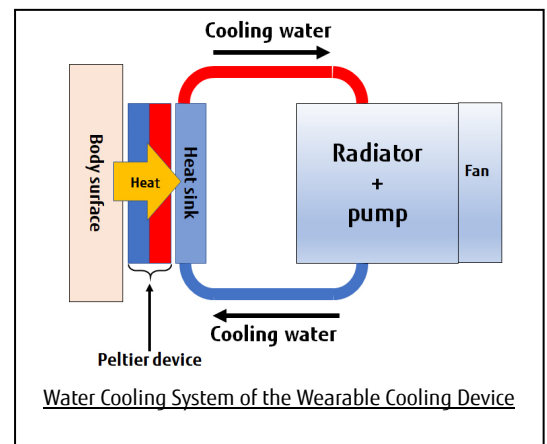 Cooling water
Body surface
Heat
Heat sink
Radiator
+
pump
Fan
Cooling water
Peltier device
Water Cooling System of the Wearable Cooling Device